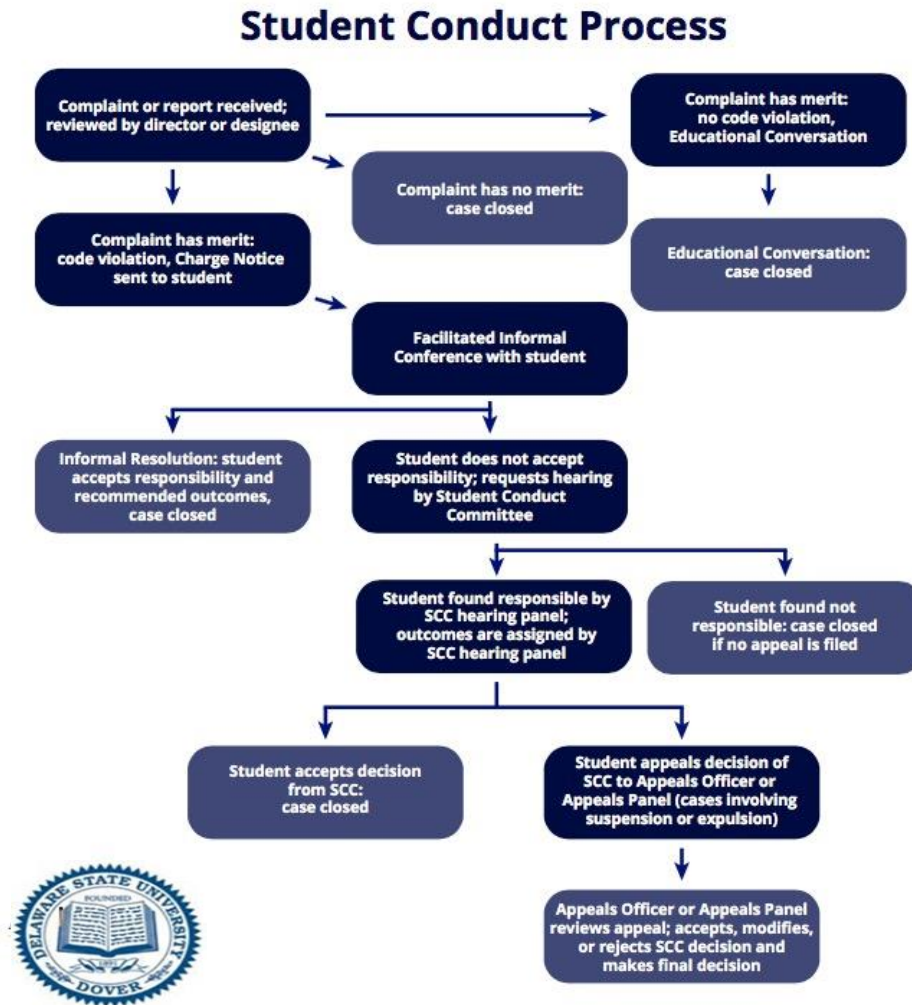 Student Conduct Process
Complaint or report received;
reviewed by director or designee
Complaint has merit:
no code violation,
Educational Conversation
Complaint has no merit:
case closed
Complaint has merit:
code violation, Charge Notice
sent to student
Educational Conversation:
case closed
Facilitated Informal
Conference with student
Informal Resolution: student
accepts responsibility and
recommended outcomes,
case closed
Student does not accept
responsibility; requests hearing
by Student Conduct
Committee
Student found responsible by
SCC hearing panel;
outcomes are assigned by
SCC hearing panel
Student found not
responsible: case closed
if no appeal is filed
Student accepts decision
from SCC:
case closed
Student appeals decision of
SCC to Appeals Officer or
Appeals Panel (cases involving
suspension or expulsion)
Appeals Officer or Appeals Panel
reviews appeal; accepts, modifies,
or rejects SCC decision and
makes final decision
DELAWARE STATE UNIVERSITY
FOUNDED
1891
DOVER